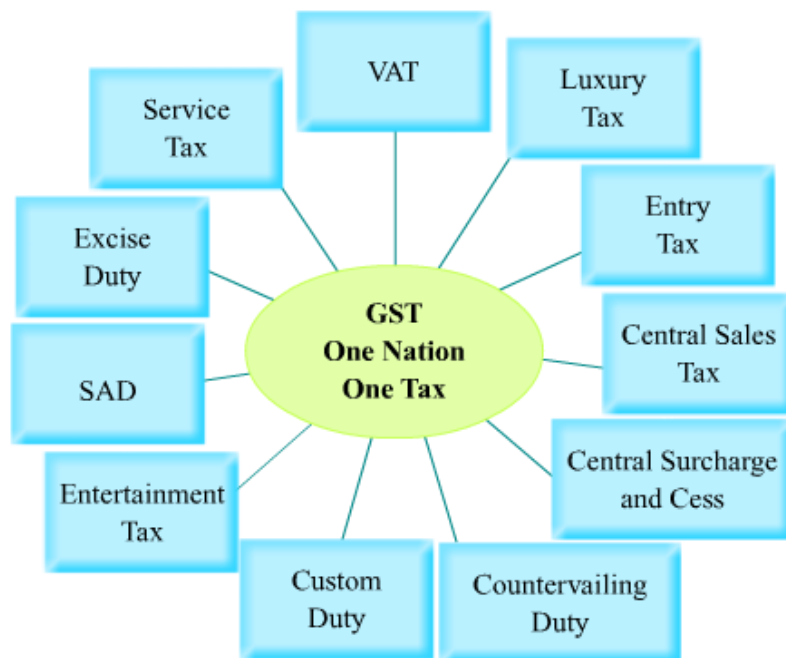 VAT
Luxury
Tax
Service
Tax
Entry
Tax
Excise
Duty
GST
One Nation
One Tax
Central Sales
Tax
SAD
Central Surcharge
and Cess
Entertainment
Tax
Custom
Duty
Countervailing
Duty